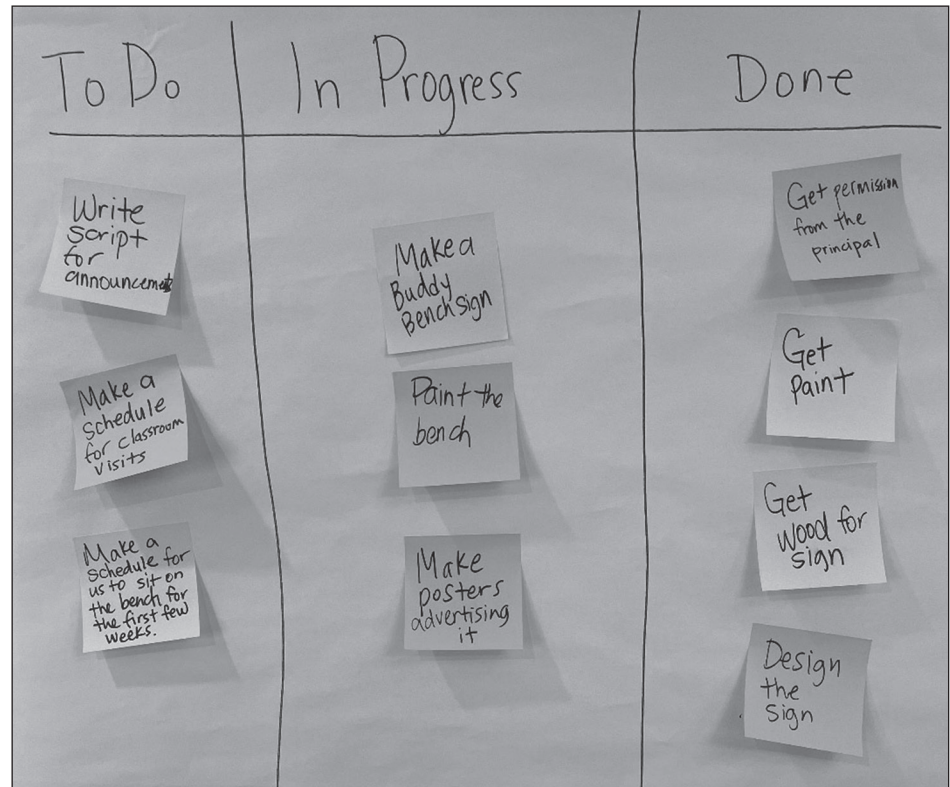 To Do
In Progress
Done
Write
script
for
announcement
Make a
schedule
for classroom
visits
Make a
schedule for
us to sit on
the bench for
the first few
weeks.
Make a
Buddy
Bench Sign
Paint the
bench
Make
posters
advertising
it
Get permission
from the
principal
Get
paint
Get
wood for
sign
Design
the
Sign